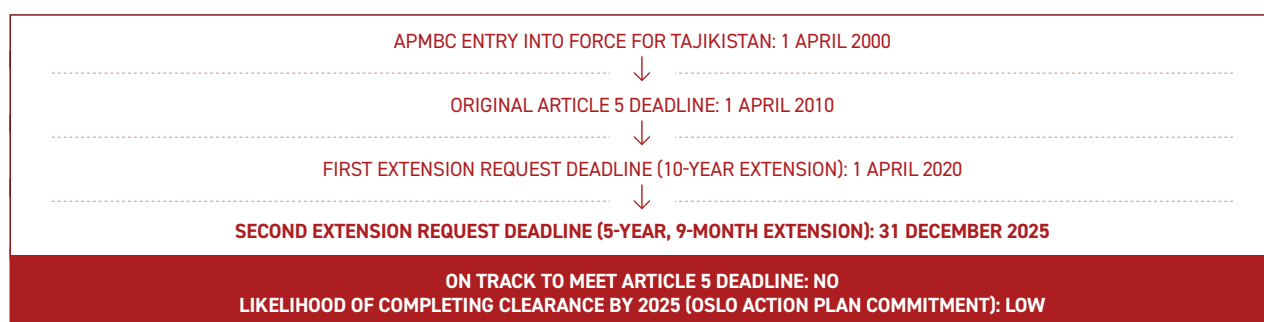 APMBC ENTRY INTO FORCE FOR TAJIKISTAN: 1 APRIL 2000
ORIGINAL ARTICLE 5 DEADLINE: 1 APRIL 2010
FIRST EXTENSION REQUEST DEADLINE (10-YEAR EXTENSION): 1 APRIL 2020
SECOND EXTENSION REQUEST DEADLINE (5-YEAR, 9-MONTH EXTENSION): 31 DECEMBER 2025
ON TRACK TO MEET ARTICLE 5 DEADLINE: NO
LIKELIHOOD OF COMPLETING CLEARANCE BY 2025 (OSLO ACTION PLAN COMMITMENT): LOW